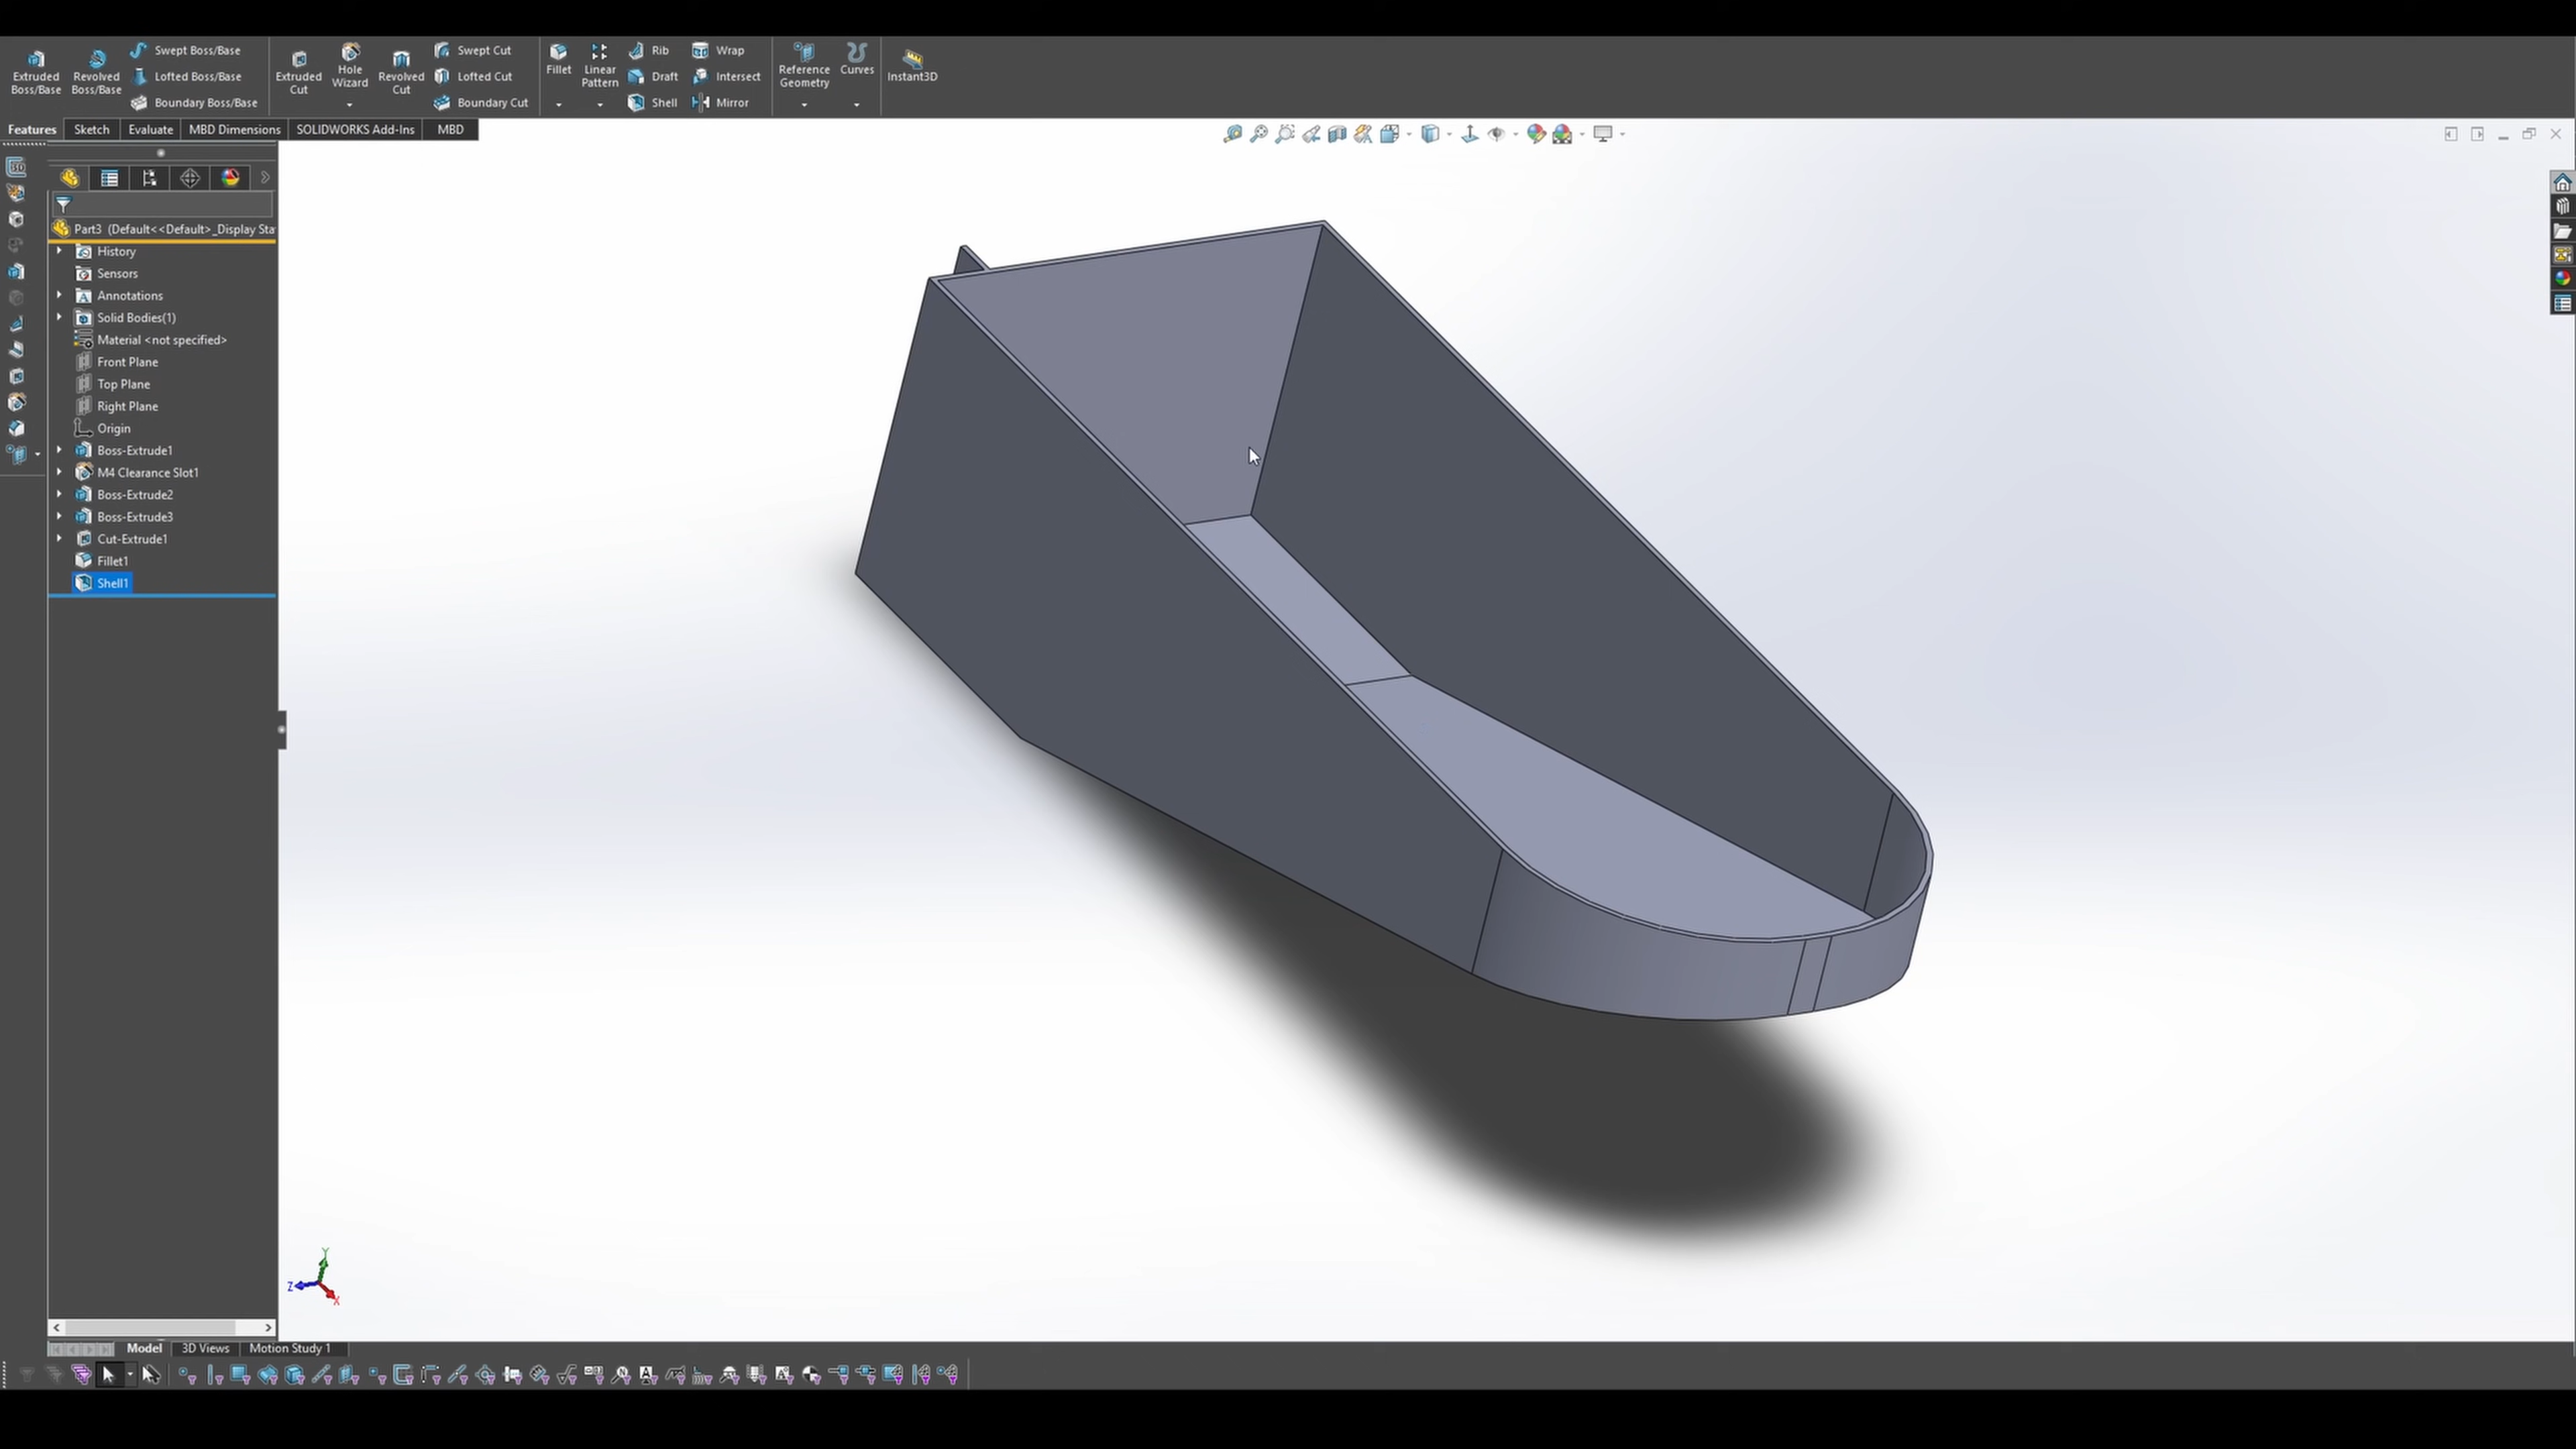 Extruded Boss/Base
Revolved Boss/Base
Swept Boss/Base
Lofted Boss/Base
Boundary Boss/Base
Extruded Cut
Hole Wizard
Revolved Cut
Swept Cut
Lofted Cut
Boundary Cut
Fillet
Linear Pattern
Rib
Draft
Shell
Wrap
Intersect
Mirror
Reference Geometry
Curves
Instant3D
Features
Sketch
Evaluate
MBD Dimensions
SOLIDWORKS Add-Ins
MBD
Part3 (Default<<Default>_Display Sta
History
Sensors
Annotations
Solid Bodies(1)
Material <not specified>
Front Plane
Top Plane
Right Plane
Origin
Boss-Extrude1
M4 Clearance Slot1
Boss-Extrude2
Boss-Extrude3
Cut-Extrude1
Fillet1
Shell1
Y
Z
X
Model
3D Views
Motion Study 1